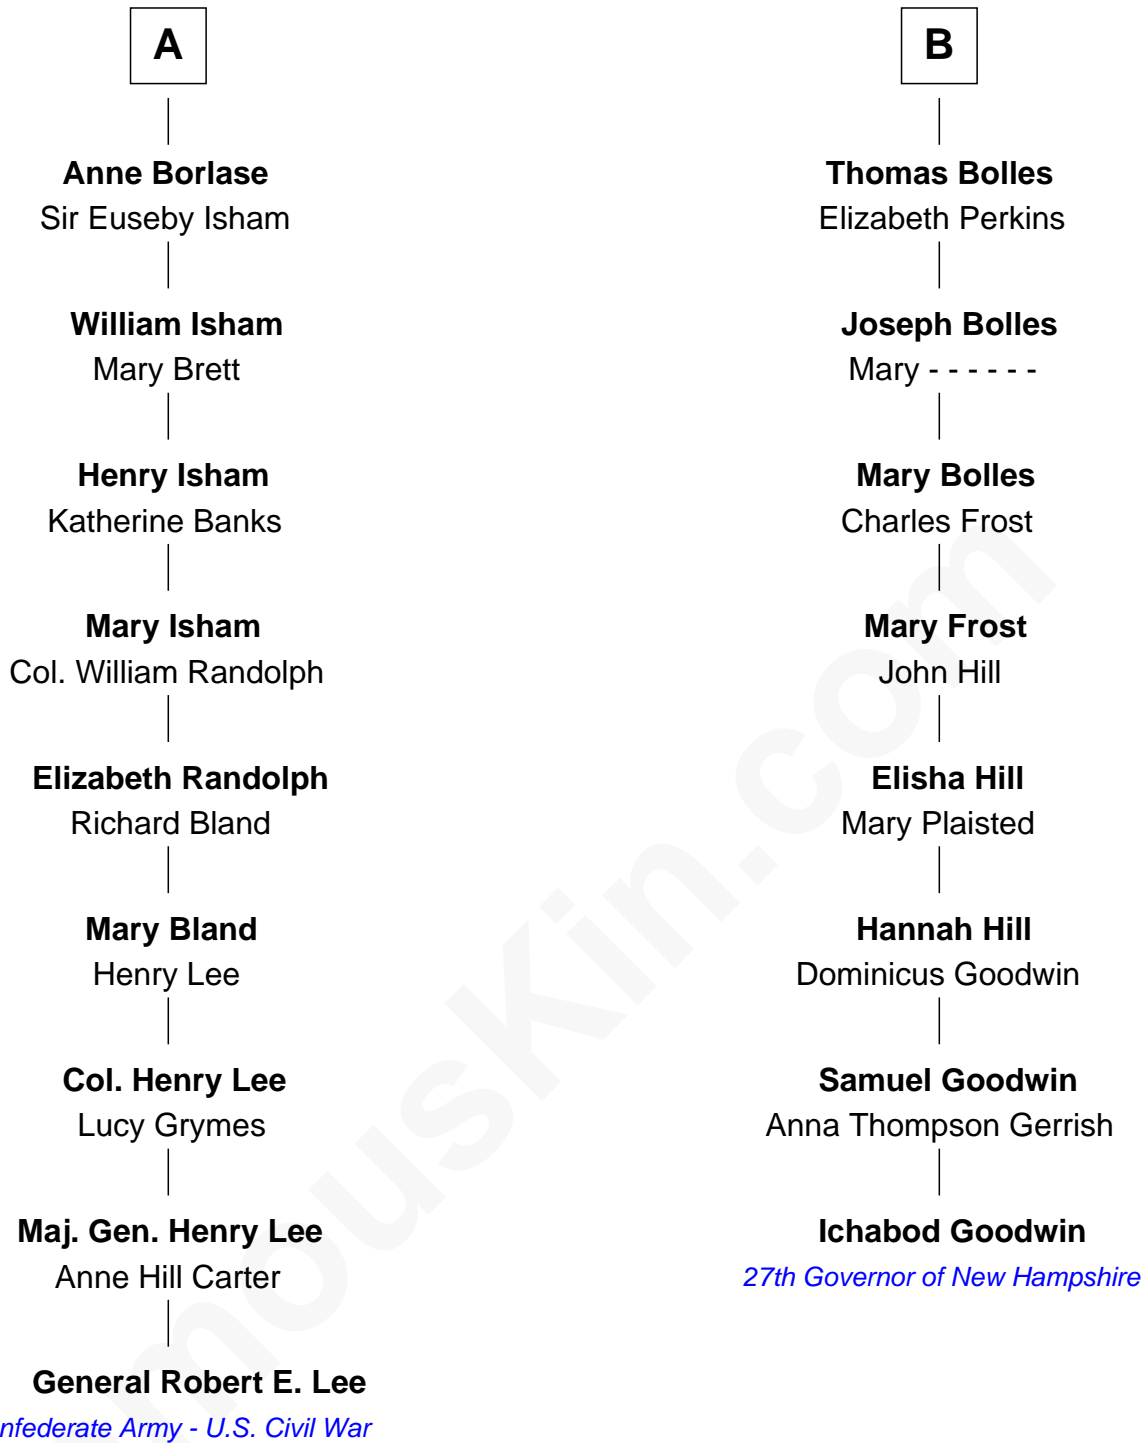 A
Anne Borlase
Sir Euseby Isham
William Isham
Mary Brett
Henry Isham
Katherine Banks
Mary Isham
Col. William Randolph
Elizabeth Randolph
Richard Bland
Mary Bland
Henry Lee
Col. Henry Lee
Lucy Grymes
Maj. Gen. Henry Lee
Anne Hill Carter
General Robert E. Lee
nfederate Army - U.S. Civil War
B
Thomas Bolles
Elizabeth Perkins
Joseph Bolles
Mary - - - - - -
Mary Bolles
Charles Frost
Mary Frost
John Hill
Elisha Hill
Mary Plaisted
Hannah Hill
Dominicus Goodwin
Samuel Goodwin
Anna Thompson Gerrish
Ichabod Goodwin
27th Governor of New Hampshire
mousKin.com